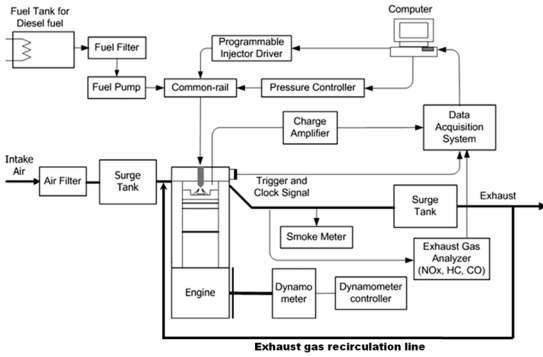 Fuel Tank for
Diesel fuel
Computer
Fuel Filter
Programmable
Injector Driver
Fuel Pump
Common-rail
Pressure Controller
Charge
Amplifier
Data
Acquisition
System
Intake
Air
Air Filter
Surge
Tank
Trigger and
Clock Signal
Surge
Tank
Exhaust
Smoke Meter
Exhaust Gas
Analyzer
(NOx, HC, CO)
Engine
Dynamo
meter
Dynamometer
controller
Exhaust gas recirculation line